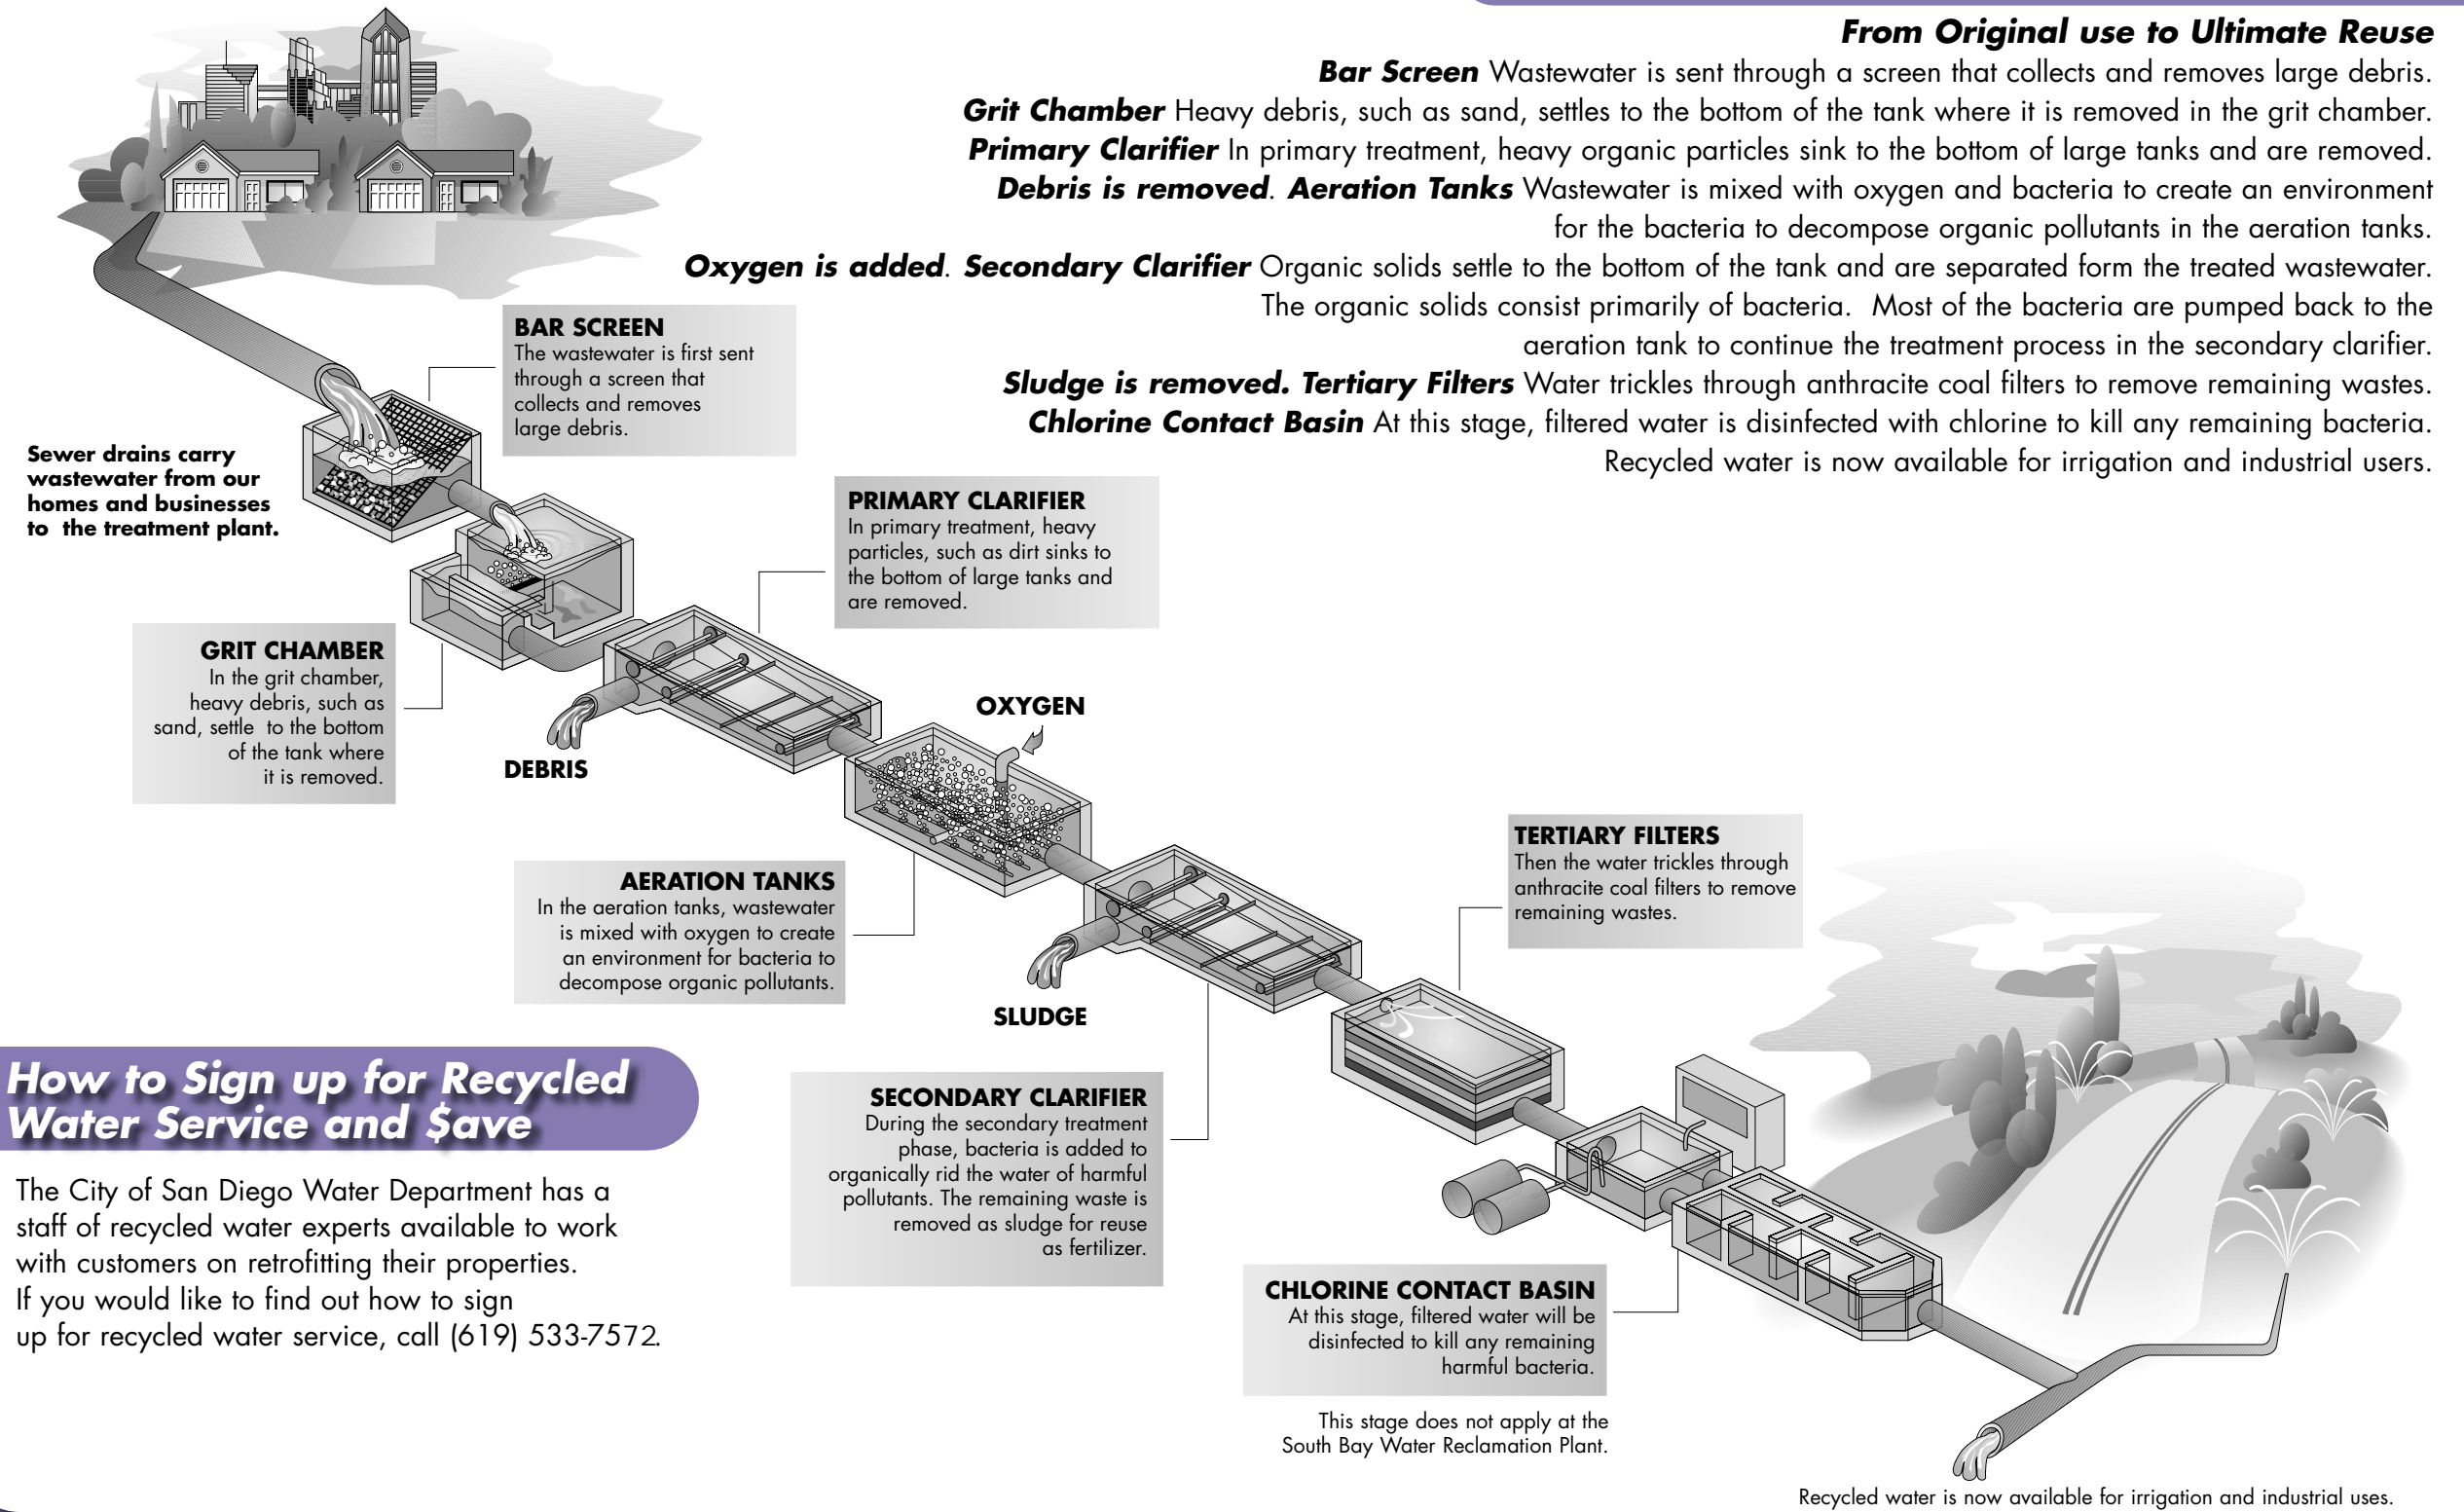 From Original use to Ultimate Reuse
Bar Screen Wastewater is sent through a screen that collects and removes large debris.
Grit Chamber Heavy debris, such as sand, settles to the bottom of the tank where it is removed in the grit chamber.
Primary Clarifier In primary treatment, heavy organic particles sink to the bottom of large tanks and are removed.
Debris is removed. Aeration Tanks Wastewater is mixed with oxygen and bacteria to create an environment
for the bacteria to decompose organic pollutants in the aeration tanks.
Oxygen is added. Secondary Clarifier Organic solids settle to the bottom of the tank and are separated form the treated wastewater.
The organic solids consist primarily of bacteria. Most of the bacteria are pumped back to the
aeration tank to continue the treatment process in the secondary clarifier.
Sludge is removed. Tertiary Filters Water trickles through anthracite coal filters to remove remaining wastes.
Chlorine Contact Basin At this stage, filtered water is disinfected with chlorine to kill any remaining bacteria.
Recycled water is now available for irrigation and industrial users.
Sewer drains carry
wastewater from our
homes and businesses
to the treatment plant.
BAR SCREEN
The wastewater is first sent
through a screen that
collects and removes
large debris.
GRIT CHAMBER
In the grit chamber,
heavy debris, such as
sand, settle to the bottom
of the tank where
it is removed.
PRIMARY CLARIFIER
In primary treatment, heavy
particles, such as dirt sinks to
the bottom of large tanks and
are removed.
DEBRIS
OXYGEN
AERATION TANKS
In the aeration tanks, wastewater
is mixed with oxygen to create
an environment for bacteria to
decompose organic pollutants.
SLUDGE
SECONDARY CLARIFIER
During the secondary treatment
phase, bacteria is added to
organically rid the water of harmful
pollutants. The remaining waste is
removed as sludge for reuse
as fertilizer.
TERTIARY FILTERS
Then the water trickles through
anthracite coal filters to remove
remaining wastes.
CHLORINE CONTACT BASIN
At this stage, filtered water will be
disinfected to kill any remaining
harmful bacteria.
This stage does not apply at the
South Bay Water Reclamation Plant.
Recycled water is now available for irrigation and industrial uses.
How to Sign up for Recycled
Water Service and $ave
The City of San Diego Water Department has a
staff of recycled water experts available to work
with customers on retrofitting their properties.
If you would like to find out how to sign
up for recycled water service, call (619) 533-7572.